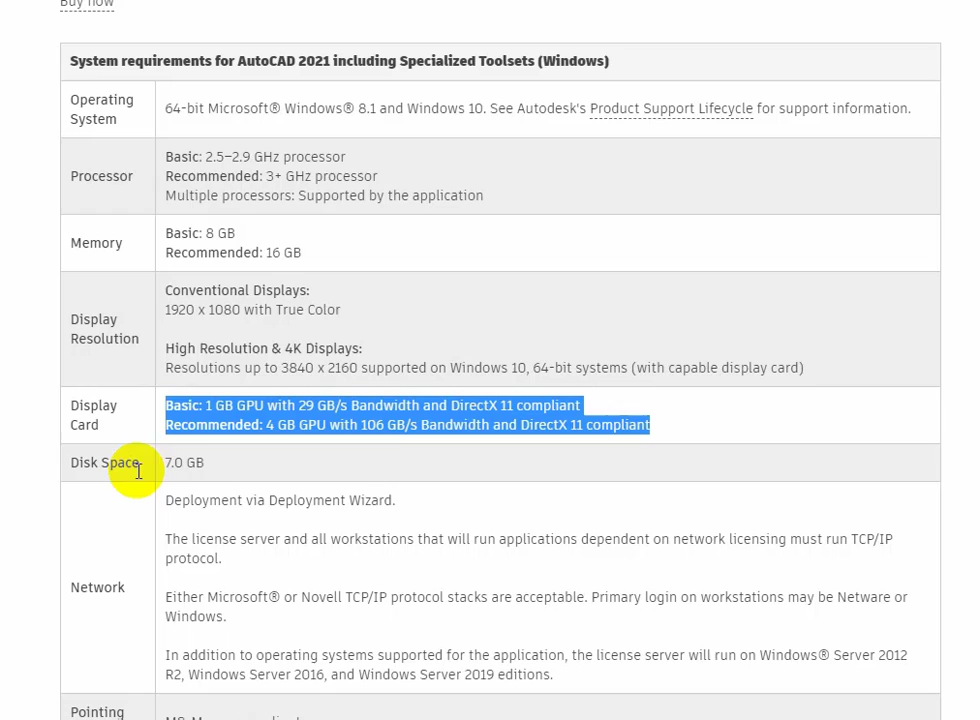 Buy now
System requirements for AutoCAD 2021 including Specialized Toolsets (Windows)
Operating System
64-bit Microsoft® Windows® 8.1 and Windows 10. See Autodesk's Product Support Lifecycle for support information.
Processor
Basic: 2.5–2.9 GHz processor
Recommended: 3+ GHz processor
Multiple processors: Supported by the application
Memory
Basic: 8 GB
Recommended: 16 GB
Display Resolution
Conventional Displays:
1920 x 1080 with True Color
High Resolution & 4K Displays:
Resolutions up to 3840 x 2160 supported on Windows 10, 64-bit systems (with capable display card)
Display Card
Basic: 1 GB GPU with 29 GB/s Bandwidth and DirectX 11 compliant
Recommended: 4 GB GPU with 106 GB/s Bandwidth and DirectX 11 compliant
Disk Space
7.0 GB
Network
Deployment via Deployment Wizard.
The license server and all workstations that will run applications dependent on network licensing must run TCP/IP
protocol.
Either Microsoft® or Novell TCP/IP protocol stacks are acceptable. Primary login on workstations may be Netware or
Windows.
In addition to operating systems supported for the application, the license server will run on Windows® Server 2012
R2, Windows Server 2016, and Windows Server 2019 editions.
Pointing